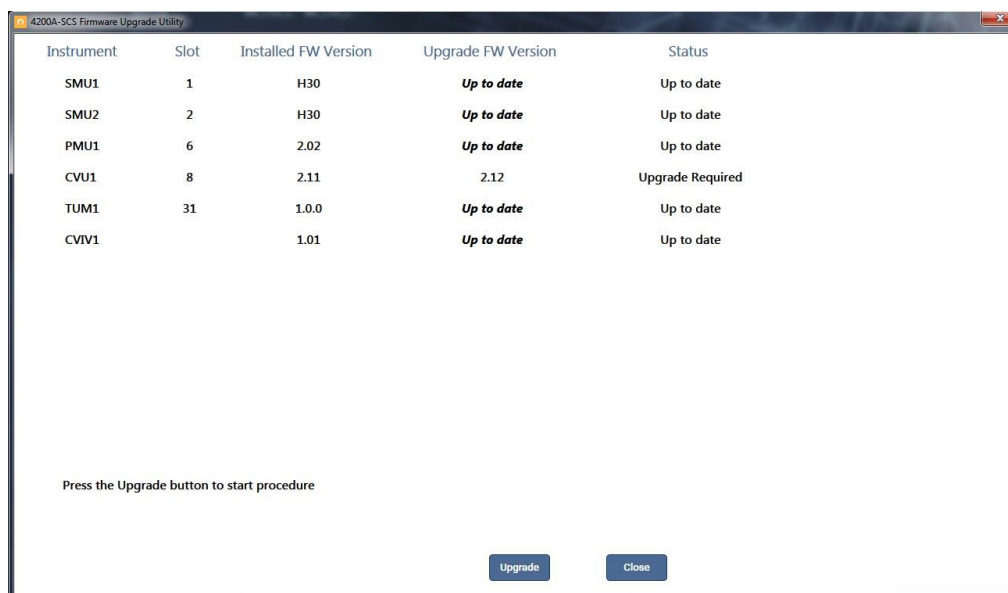 4200A-SCS Firmware Upgrade Utility
Instrument Slot Installed FW Version Upgrade FW Version Status
SMU1 1 H30 Up to date Up to date
SMU2 2 H30 Up to date Up to date
PMU1 6 2.02 Up to date Up to date
CVU1 8 2.11 2.12 Upgrade Required
TUM1 31 1.0.0 Up to date Up to date
CVIV1 1.01 Up to date Up to date
Press the Upgrade button to start procedure
Upgrade Close